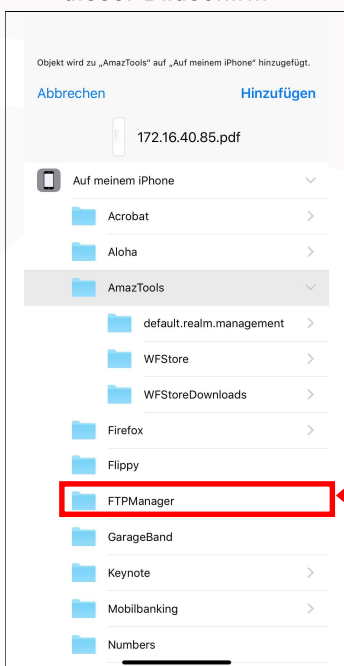 Objekt wird zu „AmazTools“ auf „Auf meinem iPhone“ hinzugefügt.
Abbrechen Hinzufügen
172.16.40.85.pdf
Auf meinem iPhone
Acrobat
Aloha
AmazTools
default.realm.management
WFStore
WFStoreDownloads
Firefox
Flippy
FTPManager
GarageBand
Keynote
Mobilbanking
Numbers